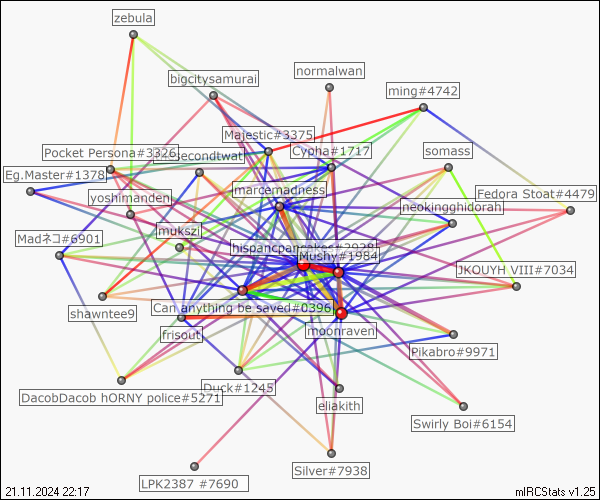 zebula
normalwan
bigcitysamurai
ming#4742
Majestic#3375
Cypha#1717
somass
Pocket Persona#3326
secondtwat
Eg.Master#1378
marcemadness
Fedora Stoat#4479
yoshimanden
neokingghidorah
mukszi
Madネコ#6901
hispancpancakes#3938
Mushy#1984
JKOUYH VIII#7034
shawntee9
Can anything be saved#0396
frisout
moonraven
Pikabro#9971
Duck#1245
DacobDacob hORNY police#5271
eliakith
Swirly Boi#6154
Silver#7938
LPK2387 #7690
21.11.2024 22:17
mIRCStats v1.25